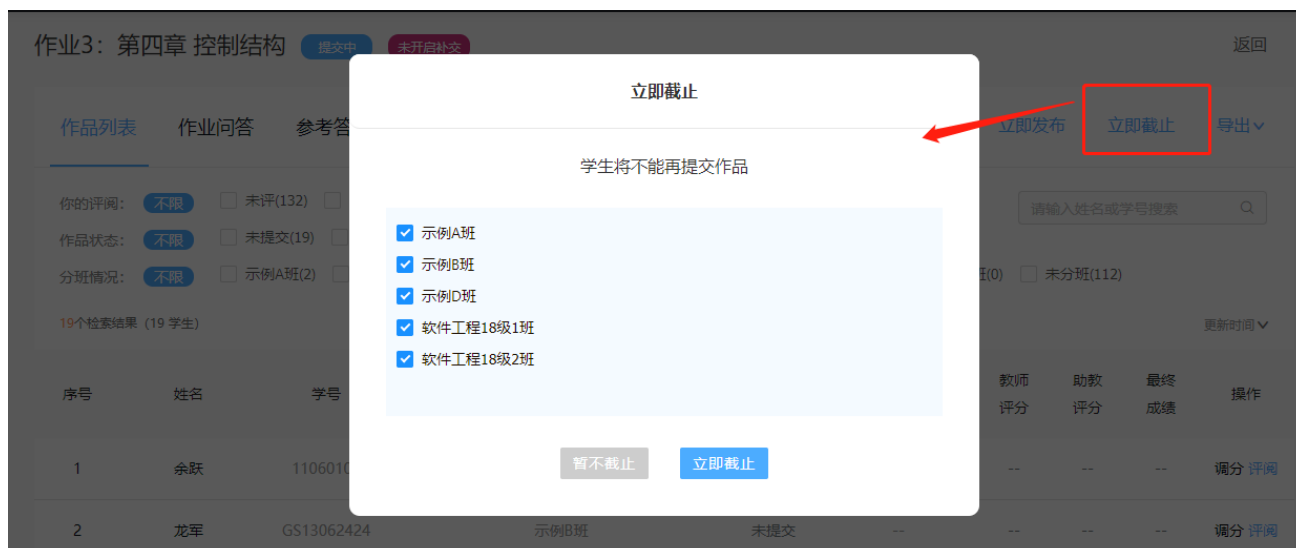 作业3：第四章 控制结构 提交中 未开启补交 返回
立即截止
作品列表 作业问答 参考答 立即发布 立即截止 导出
学生将不能再提交作品
你的评阅： 不限 未评(132) 请输入姓名或学号搜索
作品状态： 不限 未提交(19)
分班情况： 不限 示例A班(2) 班(0) 未分班(112)
19个检索结果（19 学生） 更新时间
示例A班
示例B班
示例D班
软件工程18级1班
软件工程18级2班
暂不截止 立即截止
序号 姓名 学号 教师评分 助教评分 最终成绩 操作
1 余跃 1106010 -- -- -- 调分 评阅
2 龙军 GS13062424 示例B班 未提交 -- -- -- -- 调分 评阅